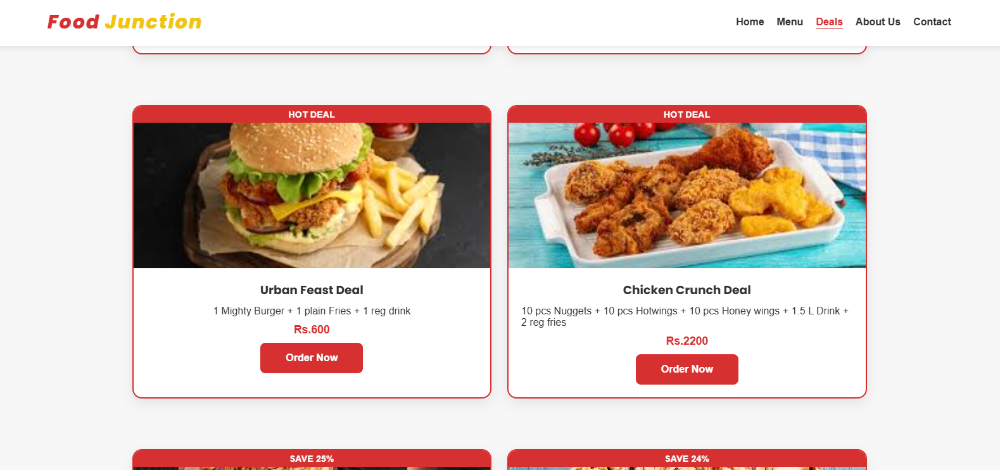 Food Junction
Home Menu Deals About Us Contact
HOT DEAL
Urban Feast Deal
1 Mighty Burger + 1 plain Fries + 1 reg drink
Rs.600
Order Now
HOT DEAL
Chicken Crunch Deal
10 pcs Nuggets + 10 pcs Hotwings + 10 pcs Honey wings + 1.5 L Drink +
2 reg fries
Rs.2200
Order Now
SAVE 25%
SAVE 24%